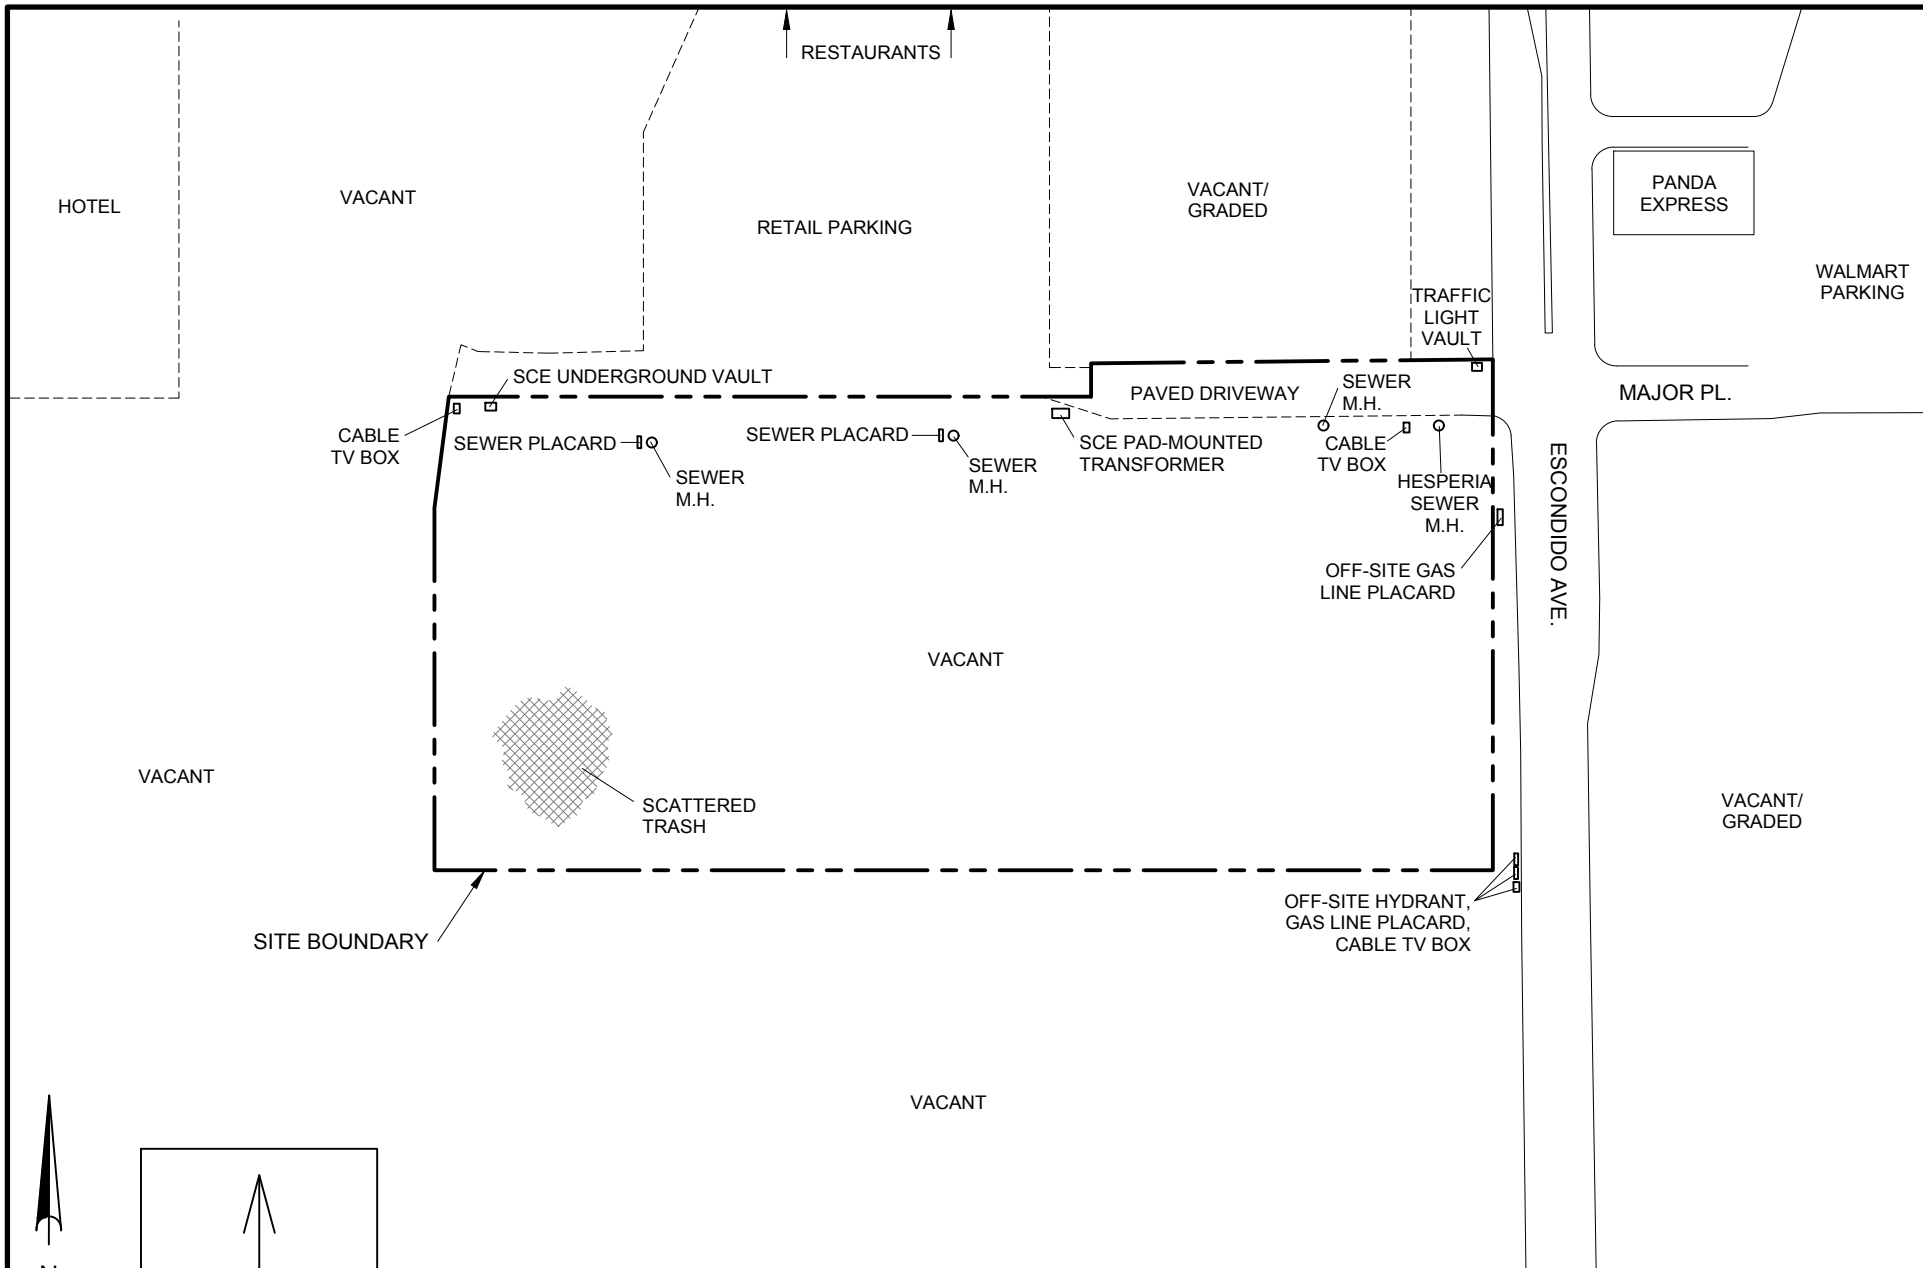 RESTAURANTS
HOTEL
VACANT
RETAIL PARKING
VACANT/
GRADED
PANDA
EXPRESS
WALMART
PARKING
TRAFFIC
LIGHT
VAULT
SCE UNDERGROUND VAULT
PAVED DRIVEWAY
SEWER
M.H.
MAJOR PL.
CABLE
TV BOX
SEWER PLACARD
SEWER
M.H.
SEWER PLACARD
SEWER
M.H.
SCE PAD-MOUNTED
TRANSFORMER
CABLE
TV BOX
HESPERIA
SEWER
M.H.
ESCONDIDO AVE.
OFF-SITE GAS
LINE PLACARD
VACANT
VACANT
SCATTERED
TRASH
VACANT/
GRADED
SITE BOUNDARY
OFF-SITE HYDRANT,
GAS LINE PLACARD,
CABLE TV BOX
VACANT